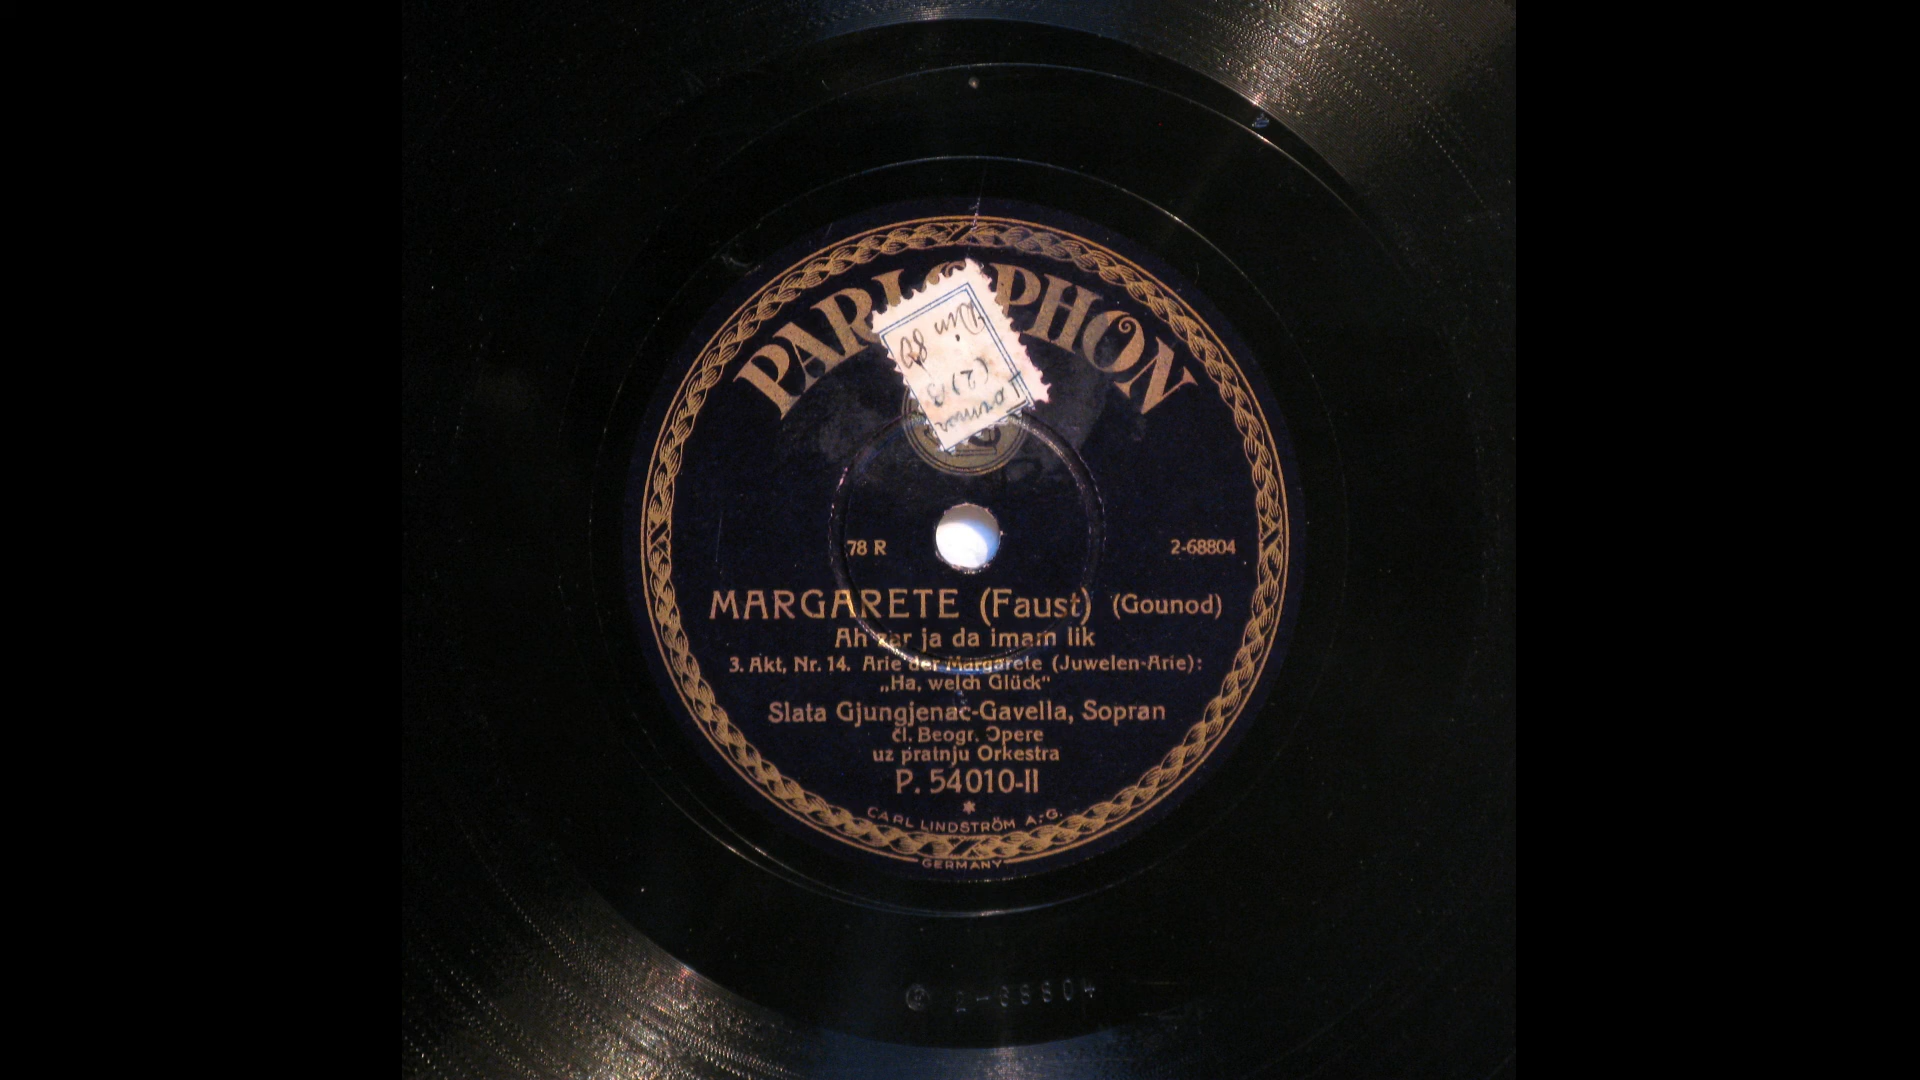 PARLOPHON
Din 80
78 R
2-68804
MARGARETE (Faust) (Gounod)
Ah zar ja da imam lik
3. Akt, Nr. 14. Arie der Margarete (Juwelen-Arie):
„Ha, welch Glück"
Slata Gjungjenac-Gavella, Sopran
čl. Beogr. Opere
uz pratnju Orkestra
P. 54010-II
*
CARL LINDSTRÖM A.-G.
GERMANY
2-68804